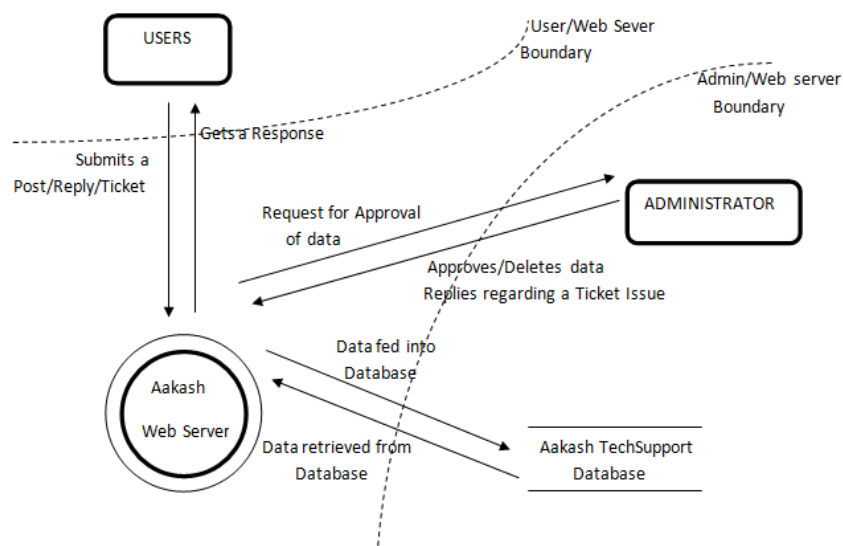 USERS
User/Web Sever
Boundary
Admin/Web server
Boundary
Gets a Response
Submits a
Post/Reply/Ticket
ADMINISTRATOR
Request for Approval
of data
Approves/Deletes data
Replies regarding a Ticket Issue
Data fed into
Database
Aakash
Web Server
Data retrieved from
Database
Aakash TechSupport
Database